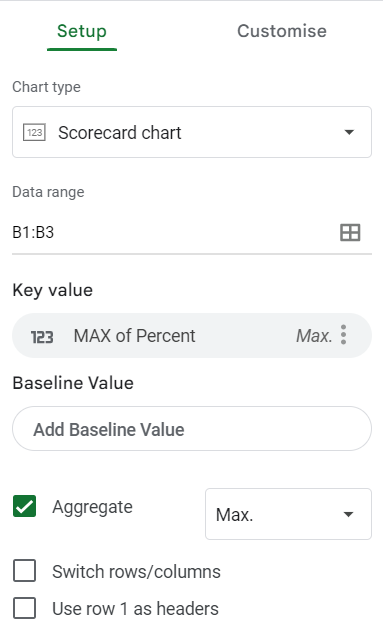 Setup Customise
Chart type
123 Scorecard chart
Data range
B1:B3
Key value
123 MAX of Percent Max.
Baseline Value
Add Baseline Value
Aggregate Max.
Switch rows/columns
Use row 1 as headers